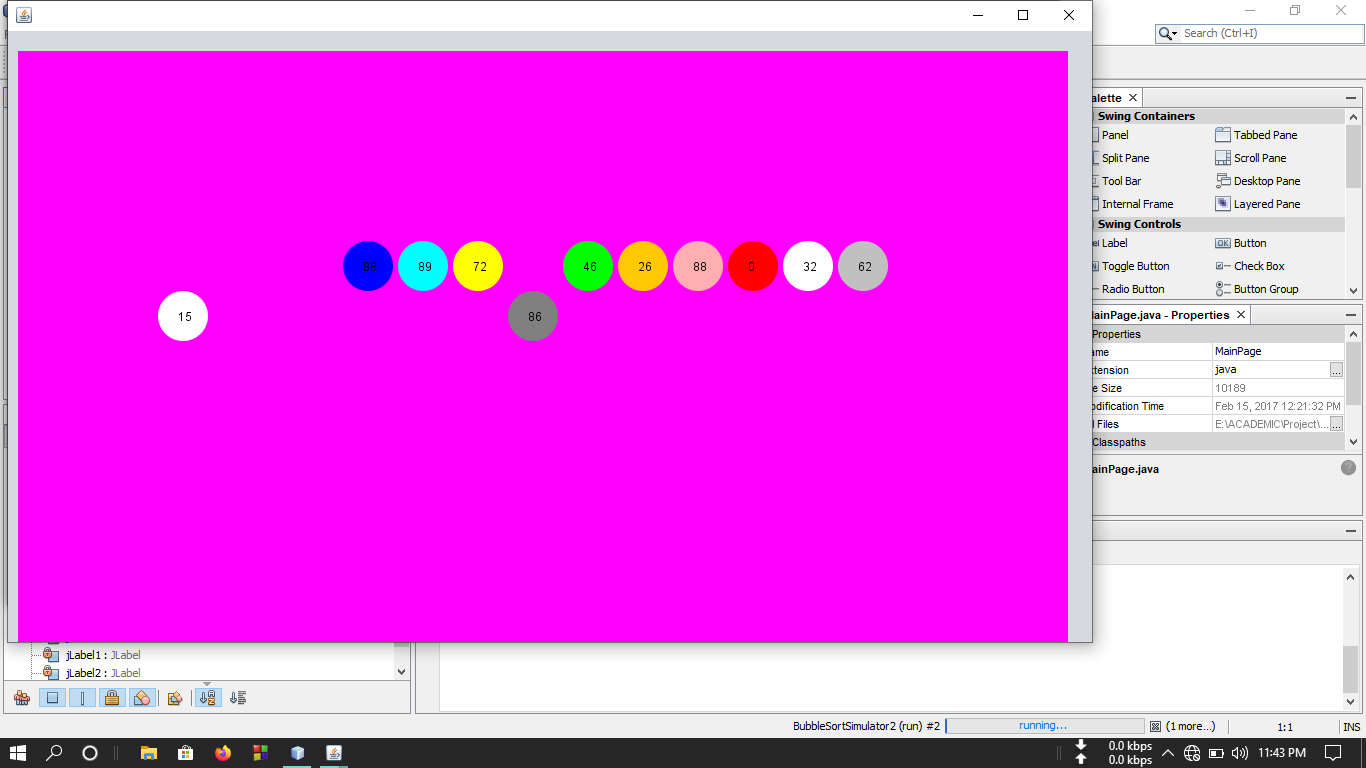 Search (Ctrl+I)
alette
Swing Containers
Panel
Tabbed Pane
Split Pane
Scroll Pane
Tool Bar
Desktop Pane
Internal Frame
Layered Pane
Swing Controls
Label
OK Button
Toggle Button
Check Box
Radio Button
Button Group
89 72 46 26 88 0 32 62
15 86
MainPage.java - Properties
Properties
ame MainPage
tension java ...
e Size 10189
odification Time Feb 15, 2017 12:21:32 PM
l Files E:\ACADEMIC\Project\... ...
Classpaths
ainPage.java
jLabel1 : JLabel
jLabel2 : JLabel
BubbleSortSimulator2 (run) #2 running... (1 more...) 1:1 INS
0.0 kbps
0.0 kbps
11:43 PM